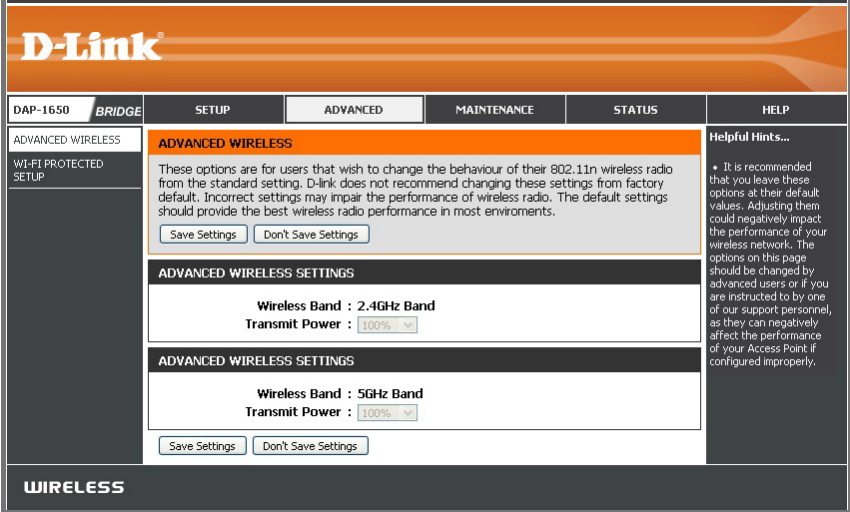 D-Link®
DAP-1650 BRIDGE
SETUP
ADVANCED
MAINTENANCE
STATUS
HELP
ADVANCED WIRELESS
WI-FI PROTECTED
SETUP
ADVANCED WIRELESS
These options are for users that wish to change the behaviour of their 802.11n wireless radio
from the standard setting. D-link does not recommend changing these settings from factory
default. Incorrect settings may impair the performance of wireless radio. The default settings
should provide the best wireless radio performance in most enviroments.
Save Settings Don't Save Settings
ADVANCED WIRELESS SETTINGS
Wireless Band : 2.4GHz Band
Transmit Power : 100%
ADVANCED WIRELESS SETTINGS
Wireless Band : 5GHz Band
Transmit Power : 100%
Save Settings Don't Save Settings
Helpful Hints...
• It is recommended
that you leave these
options at their default
values. Adjusting them
could negatively impact
the performance of your
wireless network. The
options on this page
should be changed by
advanced users or if you
are instructed to by one
of our support personnel,
as they can negatively
affect the performance
of your Access Point if
configured improperly.
WIRELESS